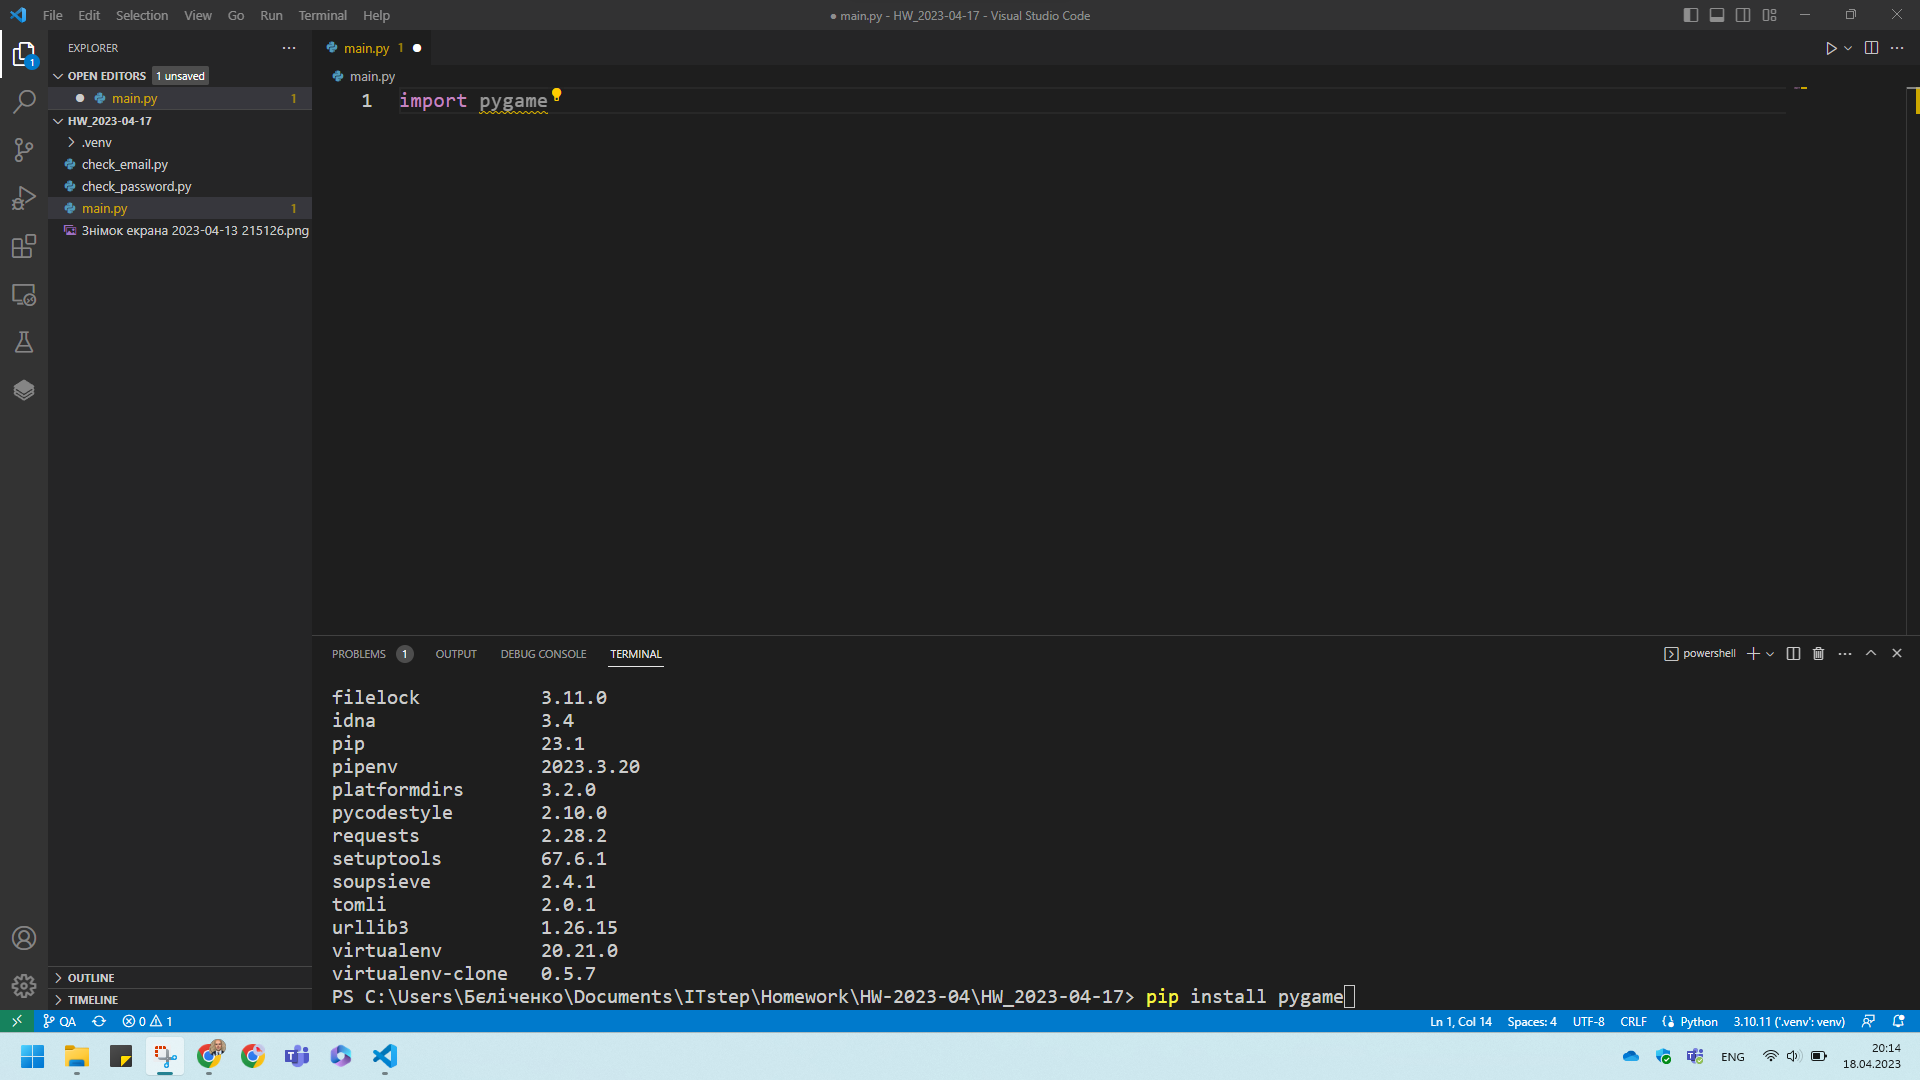 File Edit Selection View Go Run Terminal Help
● main.py - HW_2023-04-17 - Visual Studio Code
EXPLORER
main.py 1
1
OPEN EDITORS 1 unsaved
main.py
main.py 1
1 import pygame
HW_2023-04-17
.venv
check_email.py
check_password.py
main.py 1
Знімок екрана 2023-04-13 215126.png
PROBLEMS 1 OUTPUT DEBUG CONSOLE TERMINAL
powershell
filelock 3.11.0
idna 3.4
pip 23.1
pipenv 2023.3.20
platformdirs 3.2.0
pycodestyle 2.10.0
requests 2.28.2
setuptools 67.6.1
soupsieve 2.4.1
tomli 2.0.1
urllib3 1.26.15
virtualenv 20.21.0
virtualenv-clone 0.5.7
PS C:\Users\Бєліченко\Documents\ITstep\Homework\HW-2023-04\HW_2023-04-17> pip install pygame
OUTLINE
TIMELINE
QA 0 1
Ln 1, Col 14 Spaces: 4 UTF-8 CRLF Python 3.10.11 ('.venv': venv)
ENG
20:14
18.04.2023